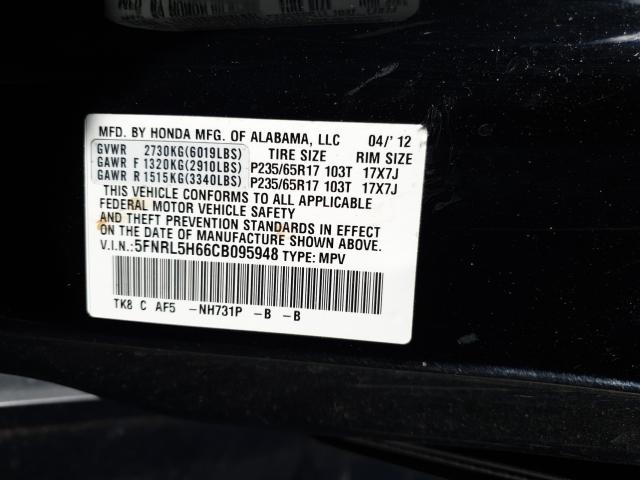 MFD. BY HONDA MFG. OF ALABAMA, LLC 04/' 12
GVWR 2730KG(6019LBS) TIRE SIZE RIM SIZE
GAWR F 1320KG(2910LBS) P235/65R17 103T 17X7J
GAWR R 1515KG(3340LBS) P235/65R17 103T 17X7J
THIS VEHICLE CONFORMS TO ALL APPLICABLE
FEDERAL MOTOR VEHICLE SAFETY
AND THEFT PREVENTION STANDARDS IN EFFECT
ON THE DATE OF MANUFACTURE SHOWN ABOVE.
V.I.N.: 5FNRL5H66CB095948 TYPE: MPV
TK8 C AF5 -NH731P -B -B